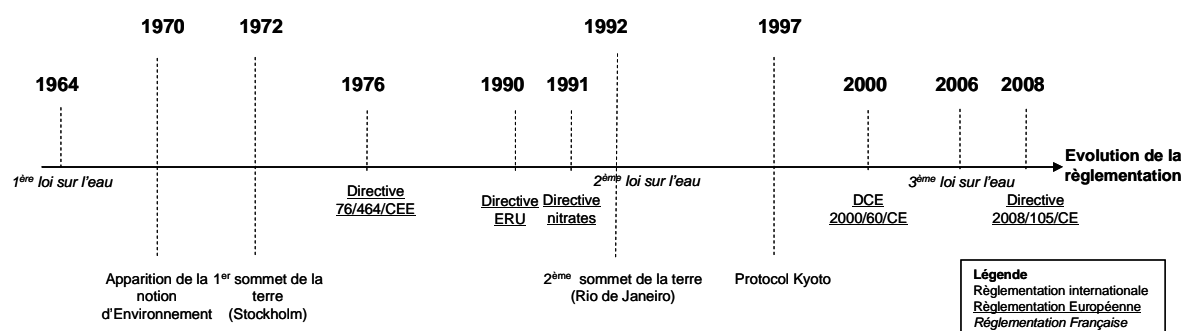 1970
1972
1992
1997
1964
1976
1990
1991
2000
2006
2008
Evolution de la
règlementation
1ère loi sur l'eau
2ème loi sur l'eau
3ème loi sur l'eau
Directive
76/464/CEE
Directive
ERU
Directive
nitrates
DCE
2000/60/CE
Directive
2008/105/CE
Apparition de la
notion
d'Environnement
1er sommet de la
terre
(Stockholm)
2ème sommet de la terre
(Rio de Janeiro)
Protocol Kyoto
Légende
Règlementation internationale
Règlementation Européenne
Réglementation Française